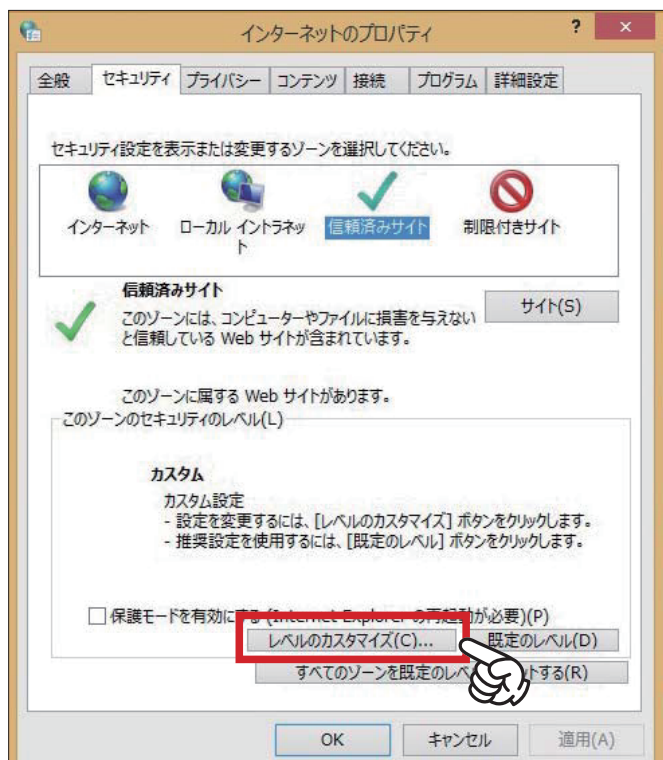 インターネットのプロパティ
? ×
全般 セキュリティ プライバシー コンテンツ 接続 プログラム 詳細設定
セキュリティ設定を表示または変更するゾーンを選択してください。
インターネット ローカル イントラネッ 信頼済みサイト 制限付きサイト
ト
信頼済みサイト
サイト(S)
このゾーンには、コンピューターやファイルに損害を与えない
と信頼している Web サイトが含まれています。
このゾーンに属する Web サイトがあります。
このゾーンのセキュリティのレベル(L)
カスタム
カスタム設定
- 設定を変更するには、[レベルのカスタマイズ] ボタンをクリックします。
- 推奨設定を使用するには、[既定のレベル] ボタンをクリックします。
保護モードを有効にする (Internet Explorer の再起動が必要)(P)
レベルのカスタマイズ(C)... 既定のレベル(D)
すべてのゾーンを既定のレベ トする(R)
OK キャンセル 適用(A)